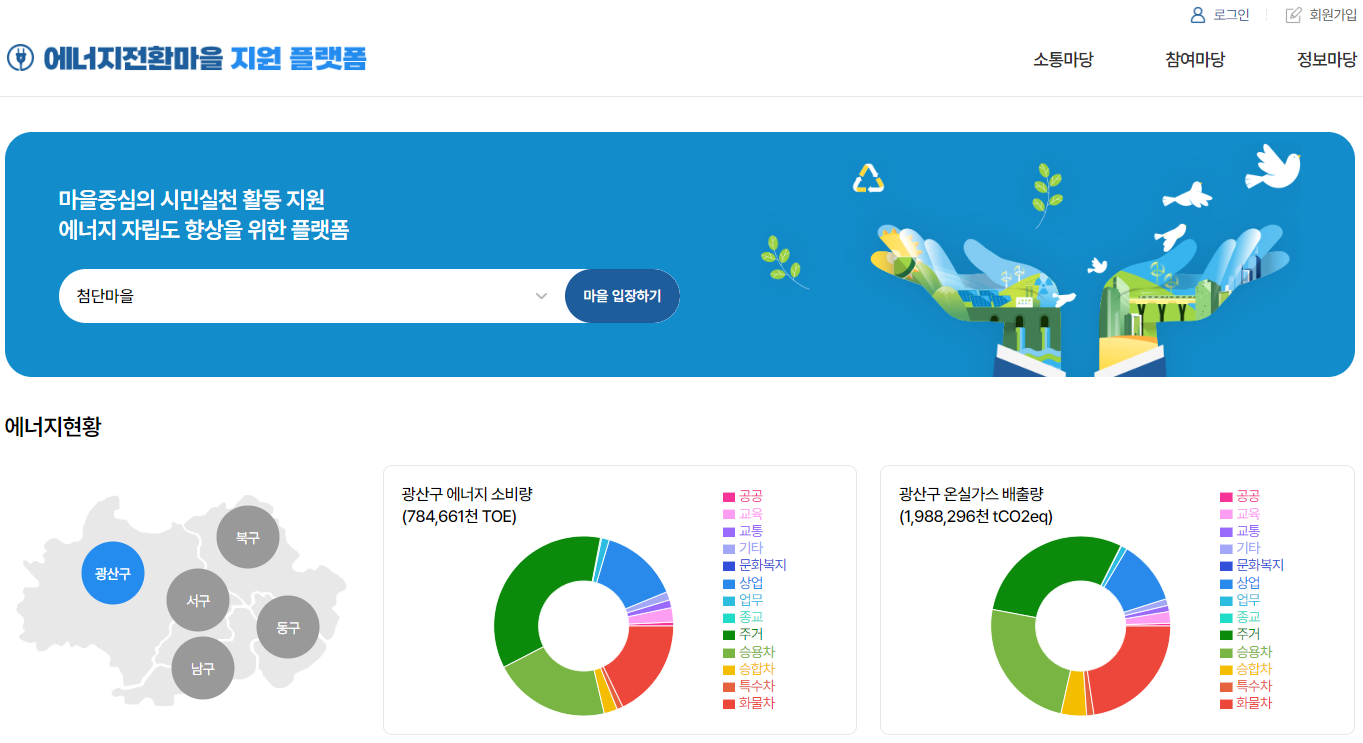 로그인
회원가입
에너지전환마을 지원 플랫폼
소통마당
참여마당
정보마당
마을중심의 시민실천 활동 지원
에너지 자립도 향상을 위한 플랫폼
첨단마을
마을 입장하기
에너지현황
북구
광산구
서구
동구
남구
광산구 에너지 소비량
(784,661천 TOE)
공공
교육
교통
기타
문화복지
상업
업무
종교
주거
승용차
승합차
특수차
화물차
광산구 온실가스 배출량
(1,988,296천 tCO2eq)
공공
교육
교통
기타
문화복지
상업
업무
종교
주거
승용차
승합차
특수차
화물차